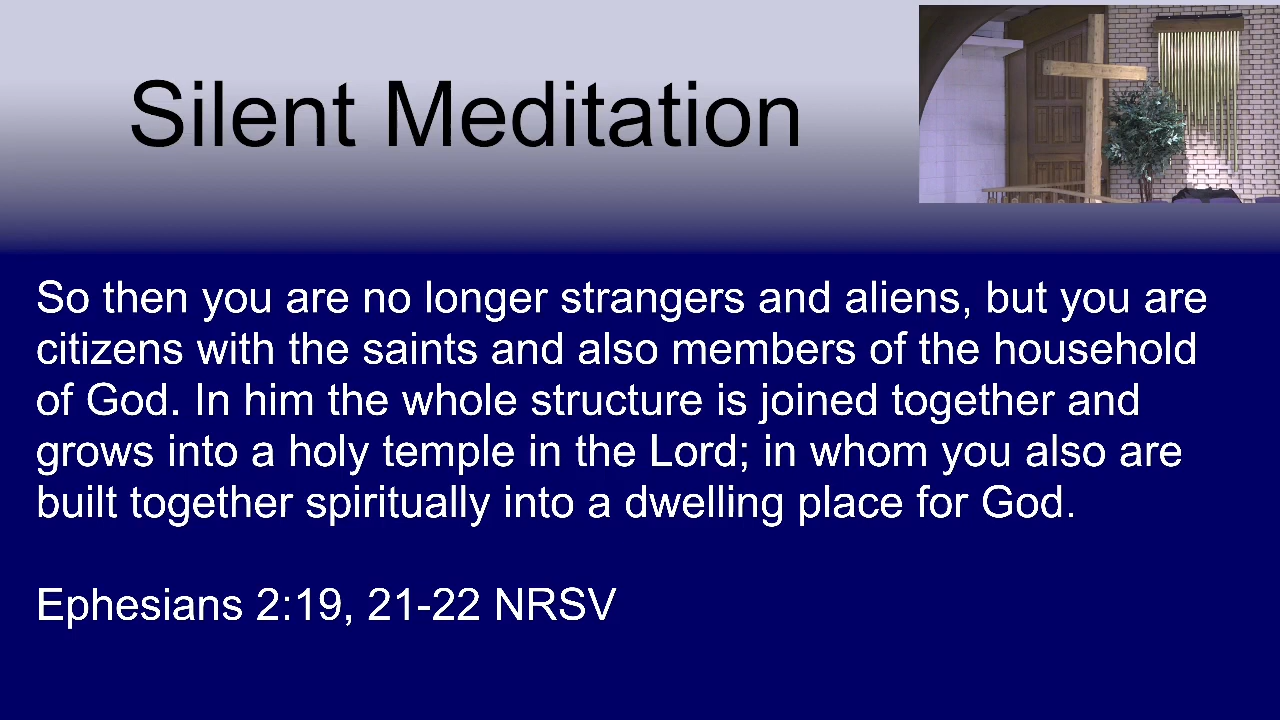 Silent Meditation
So then you are no longer strangers and aliens, but you are
citizens with the saints and also members of the household
of God. In him the whole structure is joined together and
grows into a holy temple in the Lord; in whom you also are
built together spiritually into a dwelling place for God.
Ephesians 2:19, 21-22 NRSV